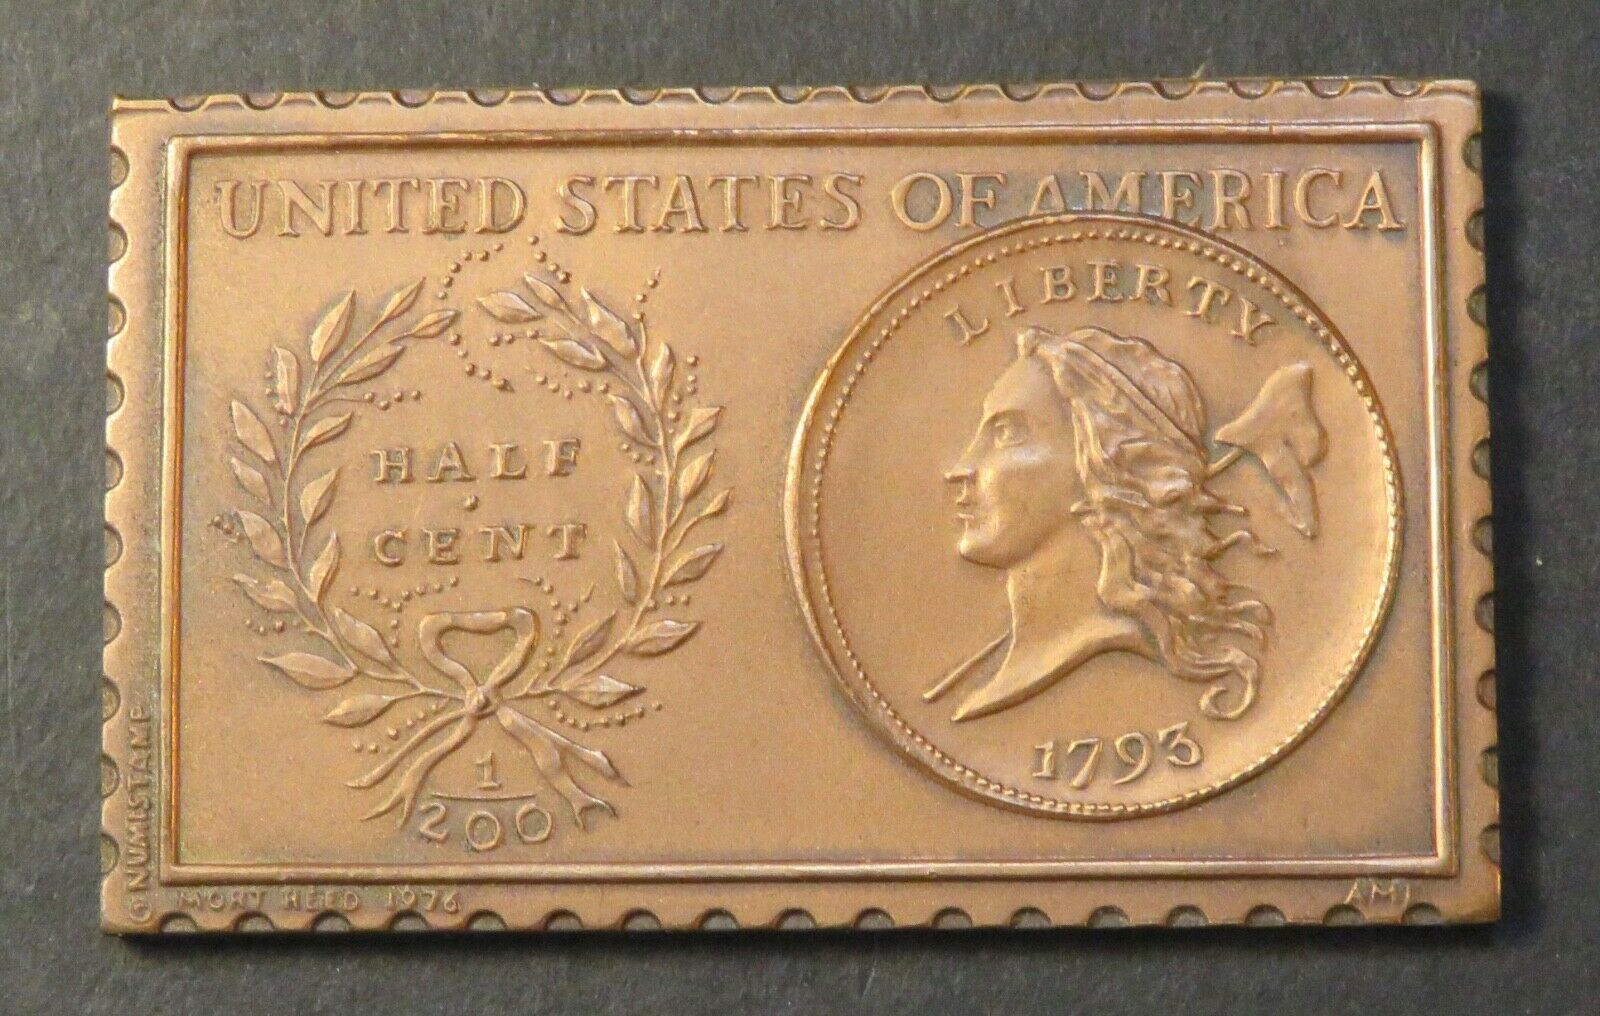 UNITED STATES OF AMERICA
HALF
CENT
1
200
LIBERTY
1793
© NUMISTAMP
MORT REED 1976
AMI